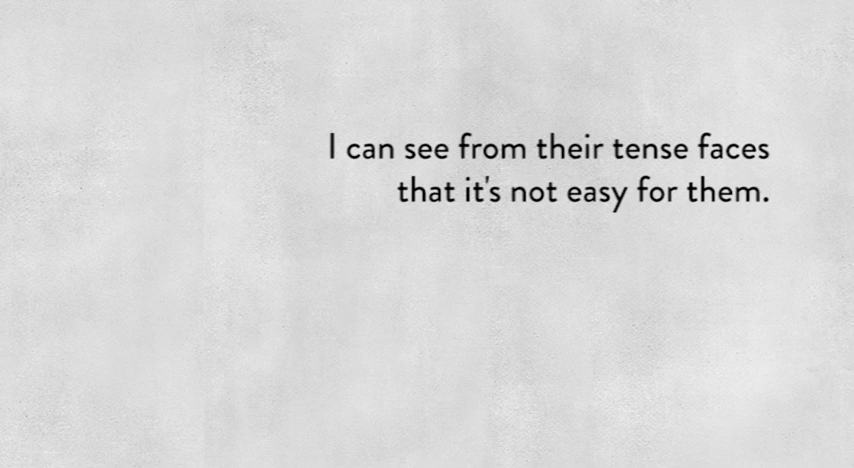 I can see from their tense faces
that it's not easy for them.